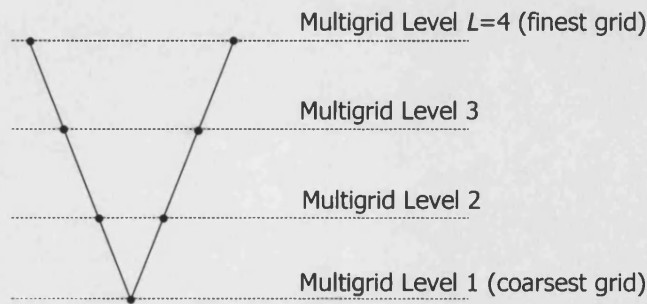 Multigrid Level L=4 (finest grid)
Multigrid Level 3
Multigrid Level 2
Multigrid Level 1 (coarsest grid)